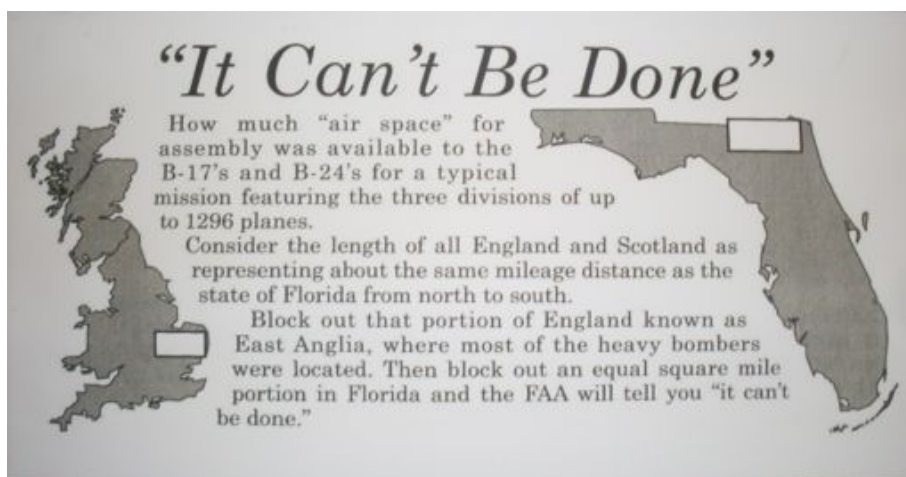 “It Can’t Be Done”
How much “air space” for
assembly was available to the
B-17’s and B-24’s for a typical
mission featuring the three divisions of up
to 1296 planes.
Consider the length of all England and Scotland as
representing about the same mileage distance as the
state of Florida from north to south.
Block out that portion of England known as
East Anglia, where most of the heavy bombers
were located. Then block out an equal square mile
portion in Florida and the FAA will tell you “it can’t
be done.”